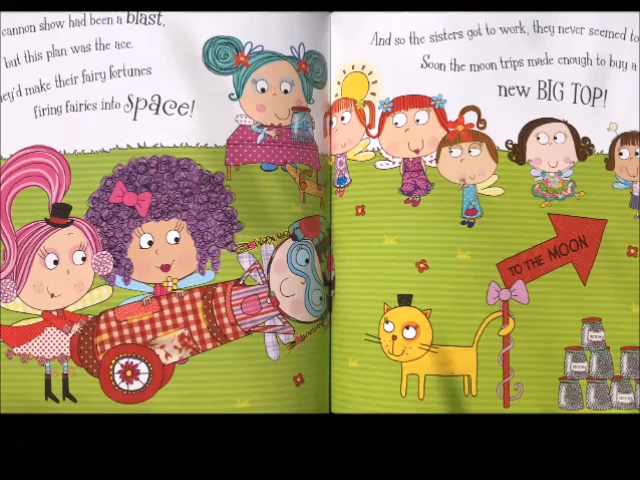 cannon show had been a blast,
but this plan was the ace.
they'd make their fairy fortunes
firing fairies into Space!
And so the sisters got to work, they never seemed to
Soon the moon trips made enough to buy a
new BIG TOP!
TO THE MOON